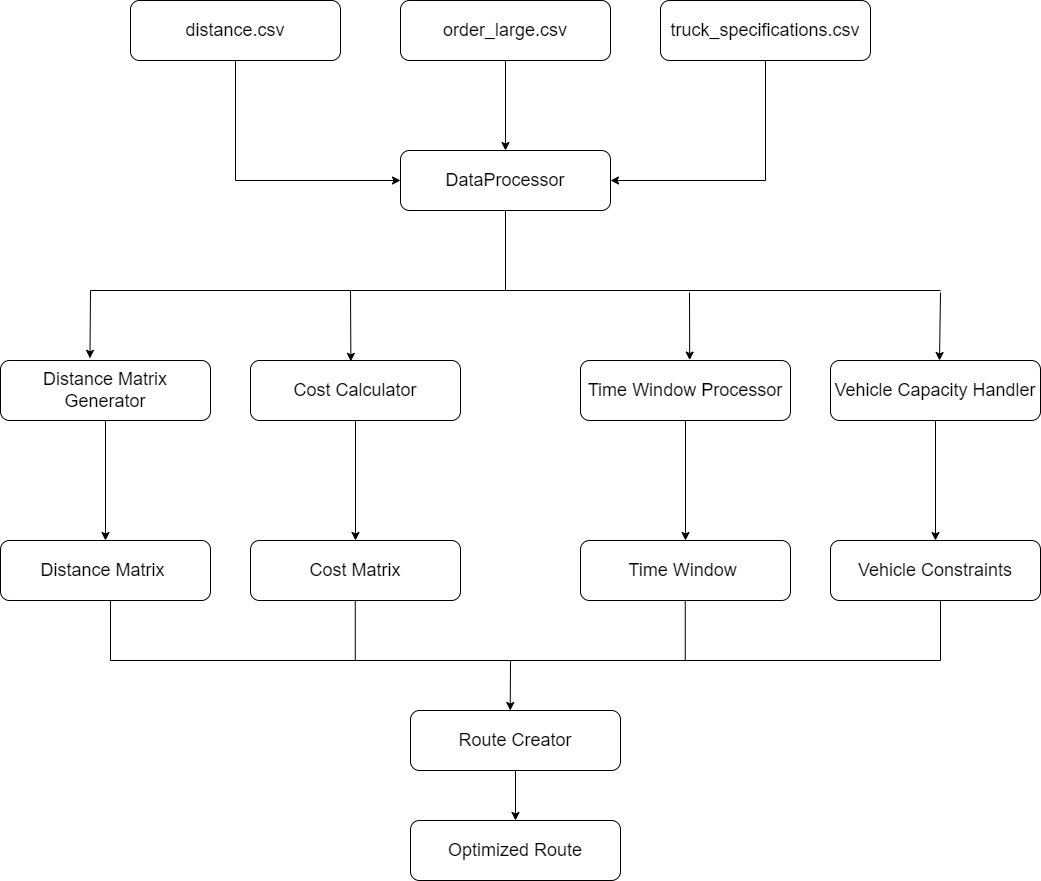 distance.csv
order_large.csv
truck_specifications.csv
DataProcessor
Distance Matrix
Generator
Cost Calculator
Time Window Processor
Vehicle Capacity Handler
Distance Matrix
Cost Matrix
Time Window
Vehicle Constraints
Route Creator
Optimized Route